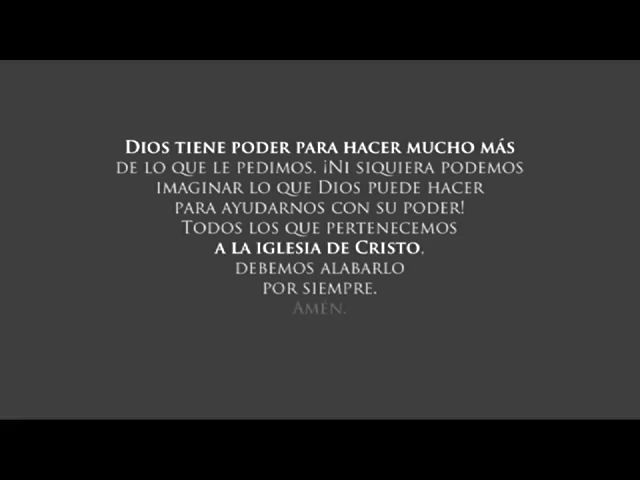 Dios tiene poder para hacer mucho más
de lo que le pedimos. ¡Ni siquiera podemos
imaginar lo que Dios puede hacer
para ayudarnos con su poder!
Todos los que pertenecemos
a la iglesia de Cristo,
debemos alabarlo
por siempre.
Amén.